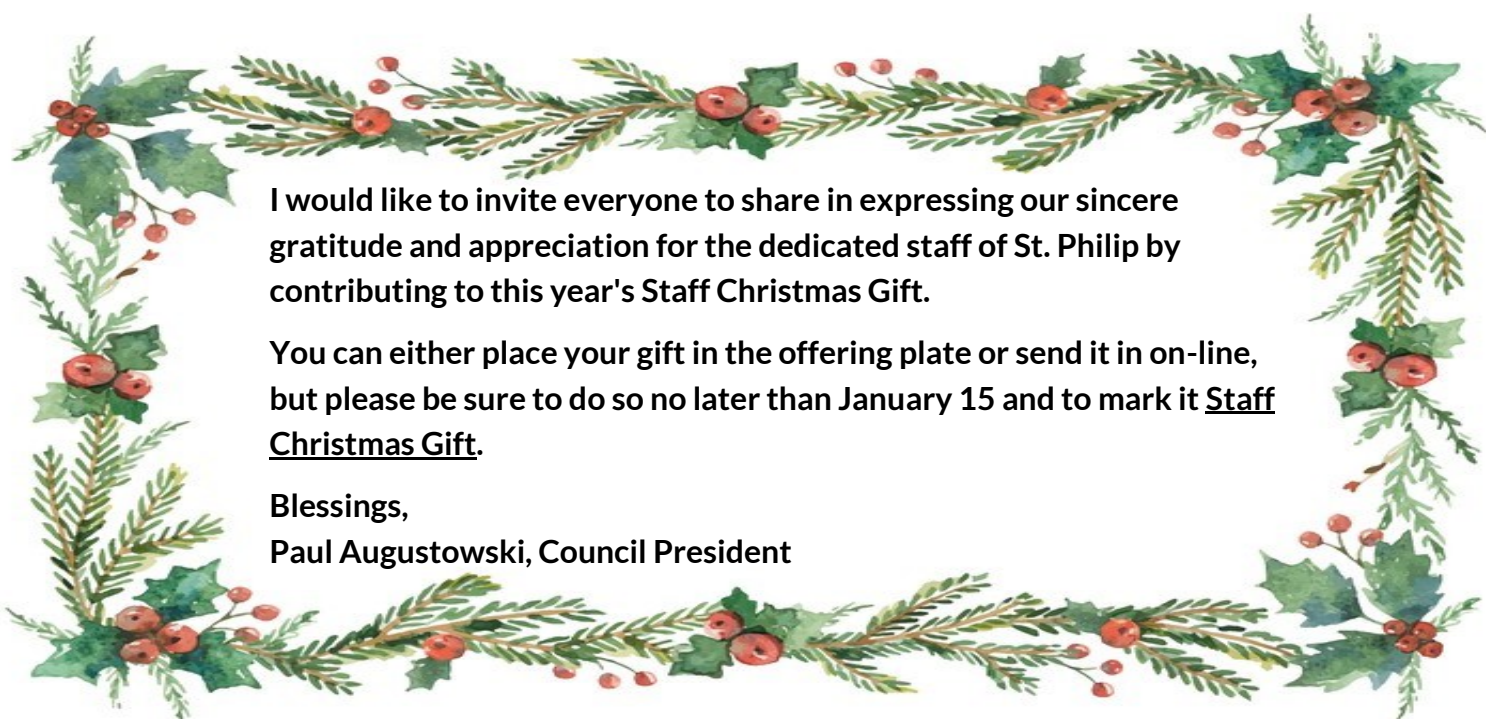 I would like to invite everyone to share in expressing our sincere
gratitude and appreciation for the dedicated staff of St. Philip by
contributing to this year's Staff Christmas Gift.
You can either place your gift in the offering plate or send it in on-line,
but please be sure to do so no later than January 15 and to mark it Staff
Christmas Gift.
Blessings,
Paul Augustowski, Council President